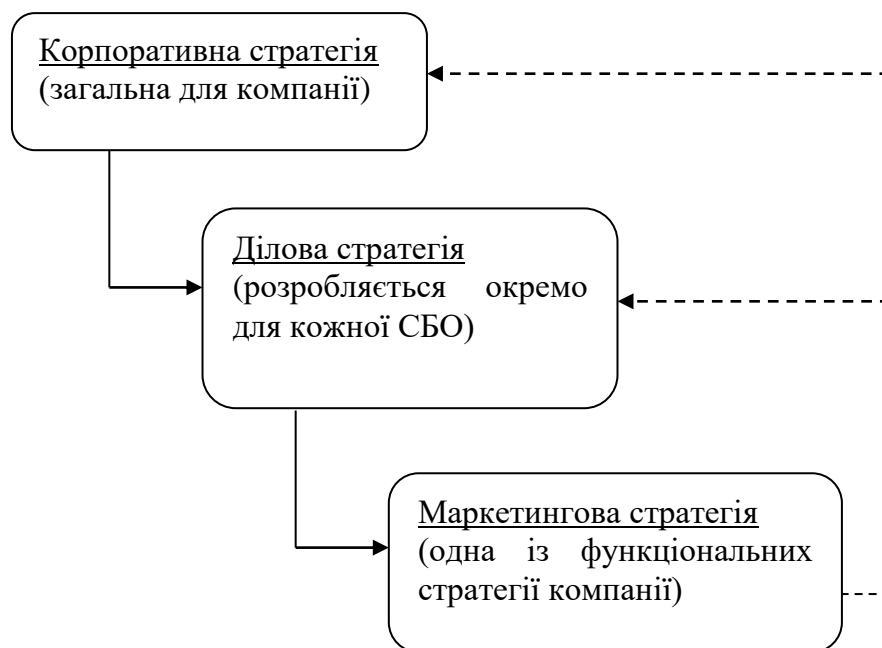 Корпоративна стратегія
(загальна для компанії)
Ділова стратегія
(розробляється окремо
для кожної СБО)
Маркетингова стратегія
(одна із функціональних
стратегії компанії)